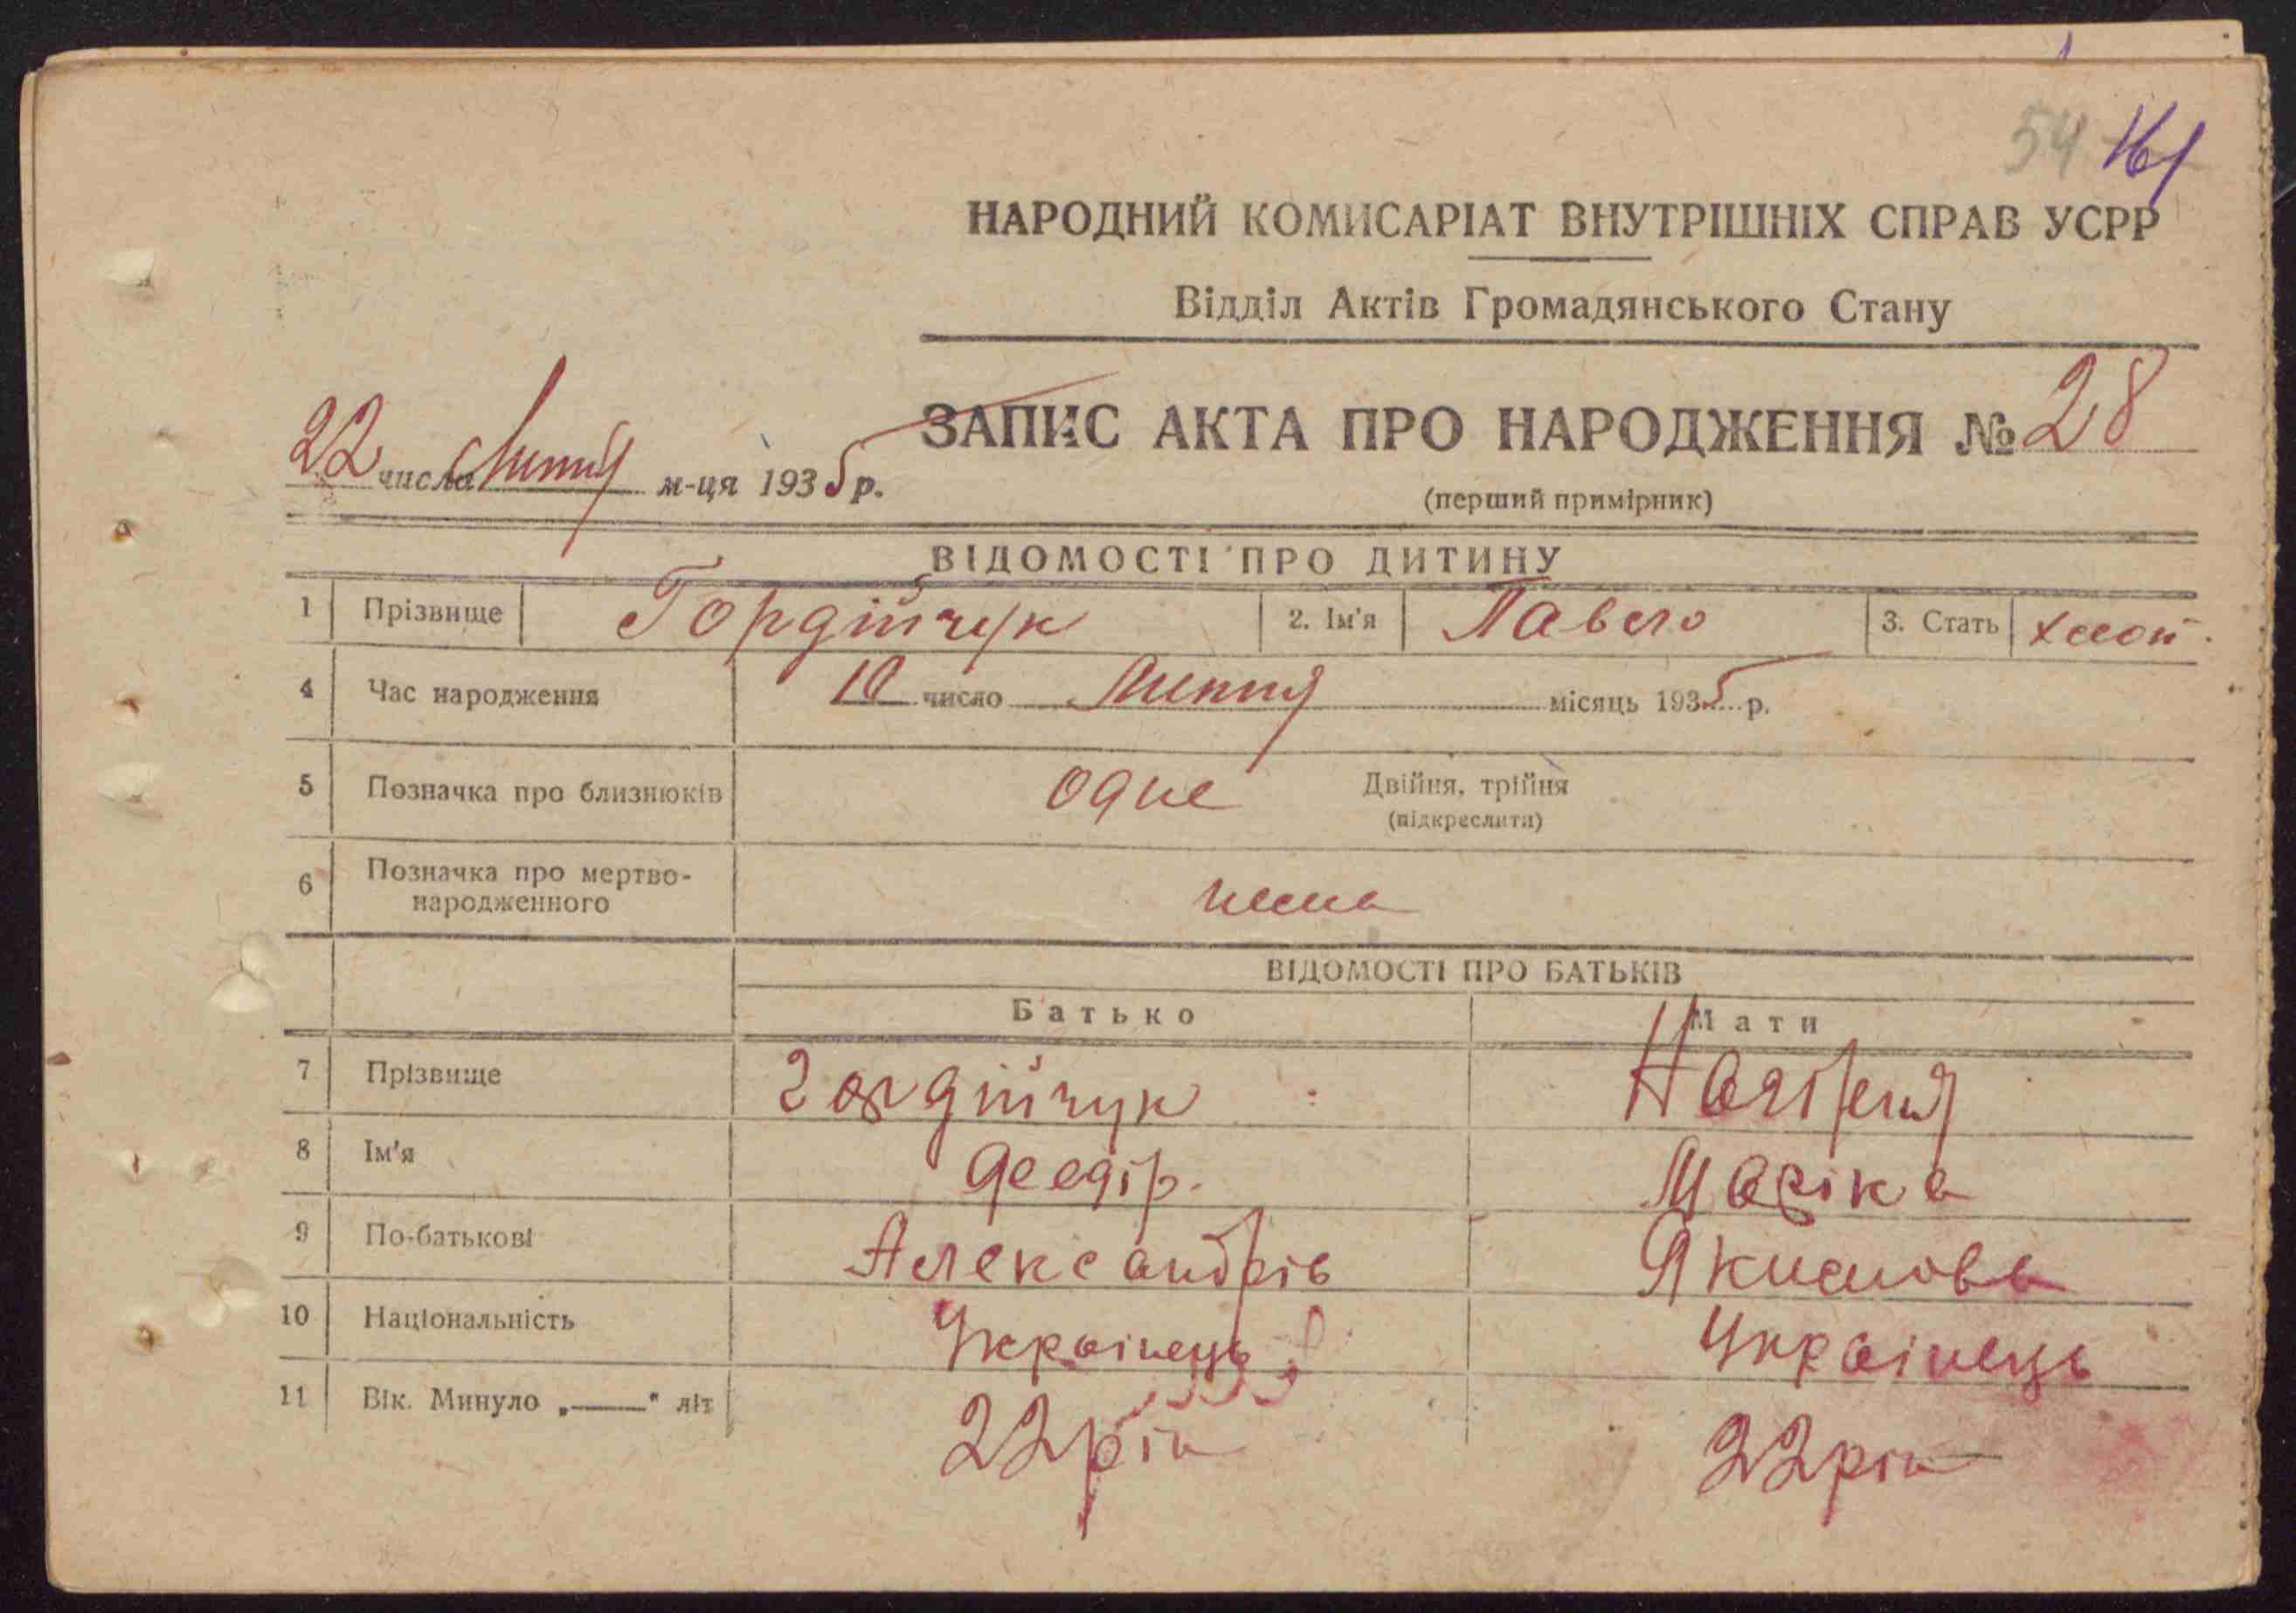 54 161
НАРОДНИЙ КОМИСАРІАТ ВНУТРІШНІХ СПРАВ УСРР
Відділ Актів Громадянського Стану
ЗАПИС АКТА ПРО НАРОДЖЕННЯ № 28
22 числа Липня м-ця 1935 р.
(перший примірник)
ВІДОМОСТІ ПРО ДИТИНУ
1 Прізвище Гордійчук 2. Ім'я Павло 3. Стать хлоп.
4 Час народження 10 число Липня місяць 1935 р.
5 Позначка про близнюків одне Двійня, трійня
(підкреслити)
6 Позначка про мертво-
народженного нема
ВІДОМОСТІ ПРО БАТЬКІВ
Батько Мати
7 Прізвище Гордійчук
8 Ім'я Федір. Маріка
9 По-батькові Александрів Якимова
10 Національність Українець Українець
11 Вік. Минуло „——" літ 22 рік 22 рік